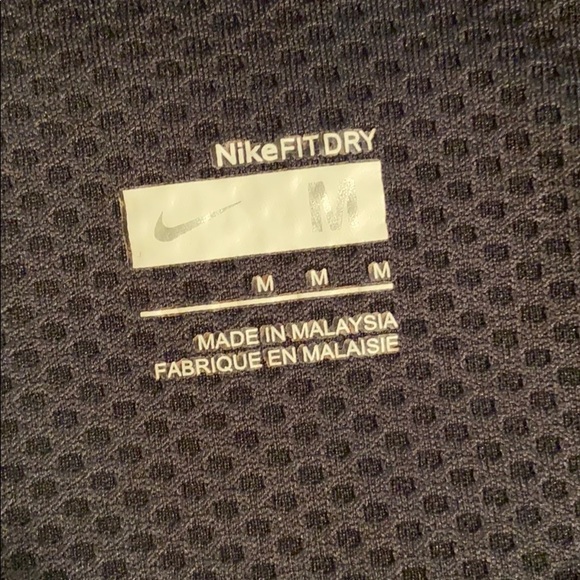 NikeFIT DRY
M
M M M
MADE IN MALAYSIA
FABRIQUE EN MALAISIE